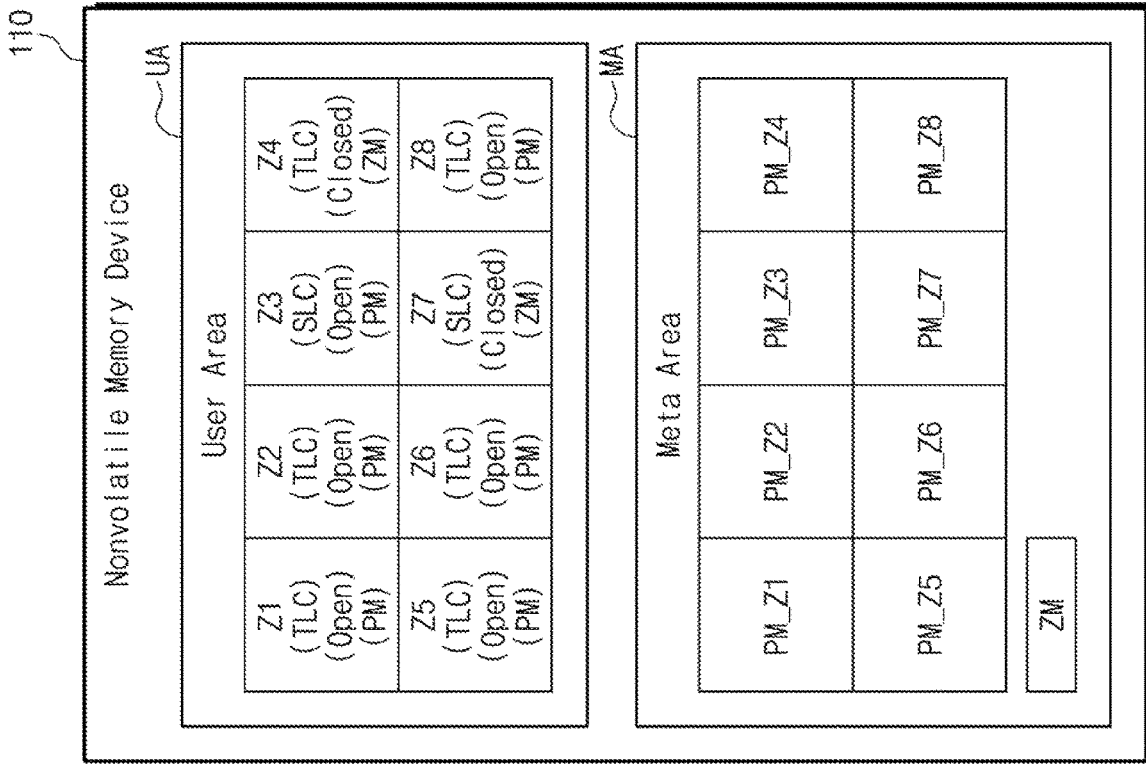 110
Nonvolatile Memory Device
UA
User Area
Z1
(TLC)
(Open)
(PM)
Z2
(TLC)
(Open)
(PM)
Z3
(SLC)
(Open)
(PM)
Z4
(TLC)
(Closed)
(ZM)
Z5
(TLC)
(Open)
(PM)
Z6
(TLC)
(Open)
(PM)
Z7
(SLC)
(Closed)
(ZM)
Z8
(TLC)
(Open)
(PM)
MA
Meta Area
PM_Z1
PM_Z2
PM_Z3
PM_Z4
PM_Z5
PM_Z6
PM_Z7
PM_Z8
ZM